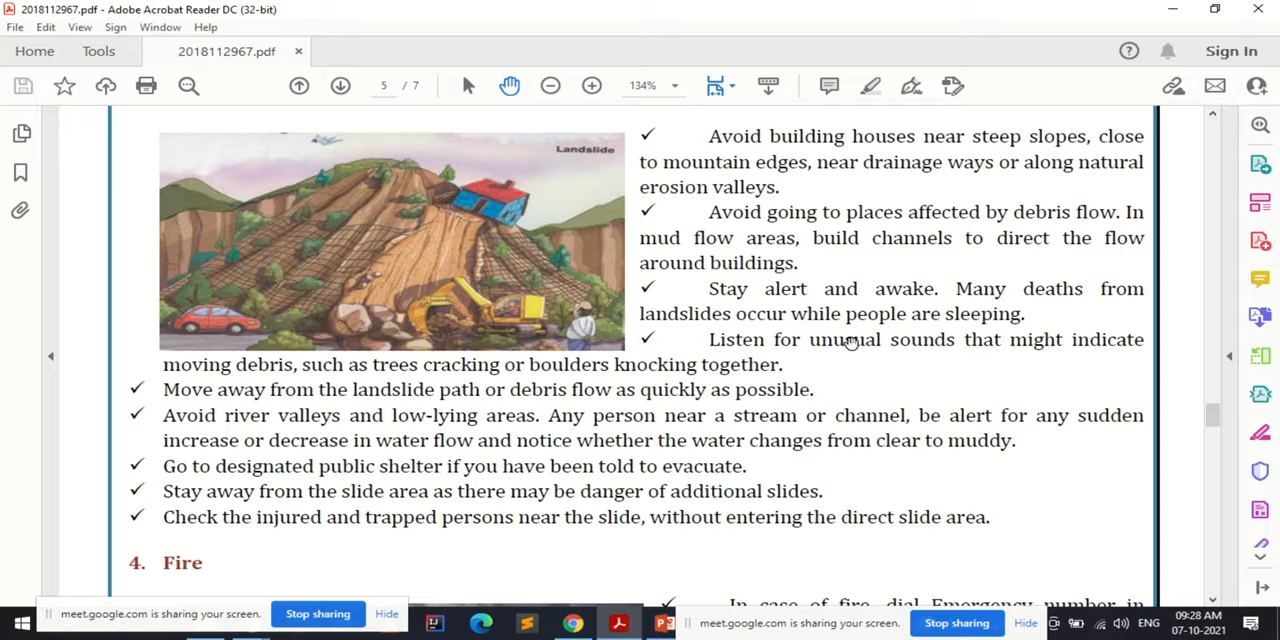 2018112967.pdf - Adobe Acrobat Reader DC (32-bit)
File Edit View Sign Window Help
Home Tools 2018112967.pdf × Sign In
5 / 7 134%
Landslide
✓ Avoid building houses near steep slopes, close
to mountain edges, near drainage ways or along natural
erosion valleys.
✓ Avoid going to places affected by debris flow. In
mud flow areas, build channels to direct the flow
around buildings.
✓ Stay alert and awake. Many deaths from
landslides occur while people are sleeping.
✓ Listen for unusual sounds that might indicate
moving debris, such as trees cracking or boulders knocking together.
✓ Move away from the landslide path or debris flow as quickly as possible.
✓ Avoid river valleys and low-lying areas. Any person near a stream or channel, be alert for any sudden
increase or decrease in water flow and notice whether the water changes from clear to muddy.
✓ Go to designated public shelter if you have been told to evacuate.
✓ Stay away from the slide area as there may be danger of additional slides.
✓ Check the injured and trapped persons near the slide, without entering the direct slide area.
4. Fire
✓ In case of fire, dial Emergency number in
meet.google.com is sharing your screen. Stop sharing Hide
meet.google.com is sharing your screen. Stop sharing Hide
ENG
09:28 AM
07-10-2021